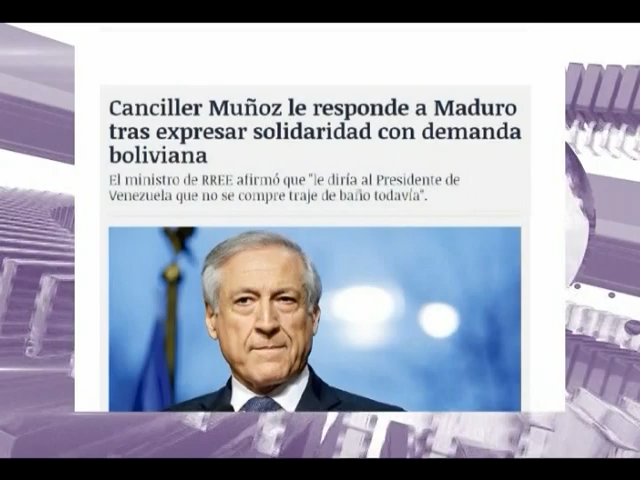 Canciller Muñoz le responde a Maduro
tras expresar solidaridad con demanda
boliviana
El ministro de RREE afirmó que "le diría al Presidente de
Venezuela que no se compre traje de baño todavía".